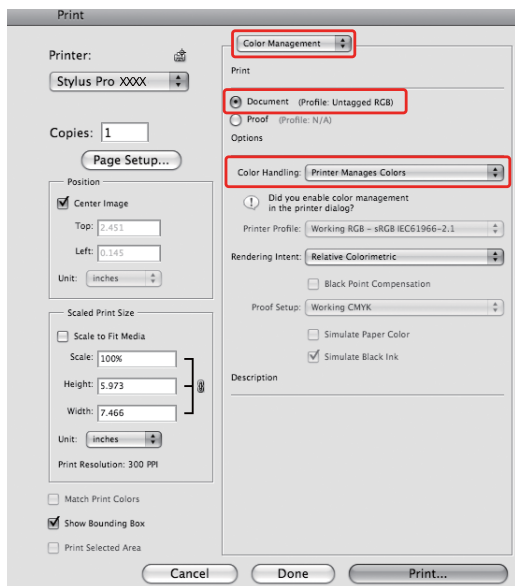 Print
Printer:
Stylus Pro XXXX
Copies: 1
Page Setup...
Position
Center Image
Top: 2.451
Left: 0.145
Unit: inches
Scaled Print Size
Scale to Fit Media
Scale: 100%
Height: 5.973
Width: 7.466
Unit: inches
Print Resolution: 300 PPI
Match Print Colors
Show Bounding Box
Print Selected Area
Color Management
Print
Document (Profile: Untagged RGB)
Proof (Profile: N/A)
Options
Color Handling: Printer Manages Colors
Did you enable color management
in the printer dialog?
Printer Profile: Working RGB - sRGB IEC61966-2.1
Rendering Intent: Relative Colorimetric
Black Point Compensation
Proof Setup: Working CMYK
Simulate Paper Color
Simulate Black Ink
Description
Cancel
Done
Print...